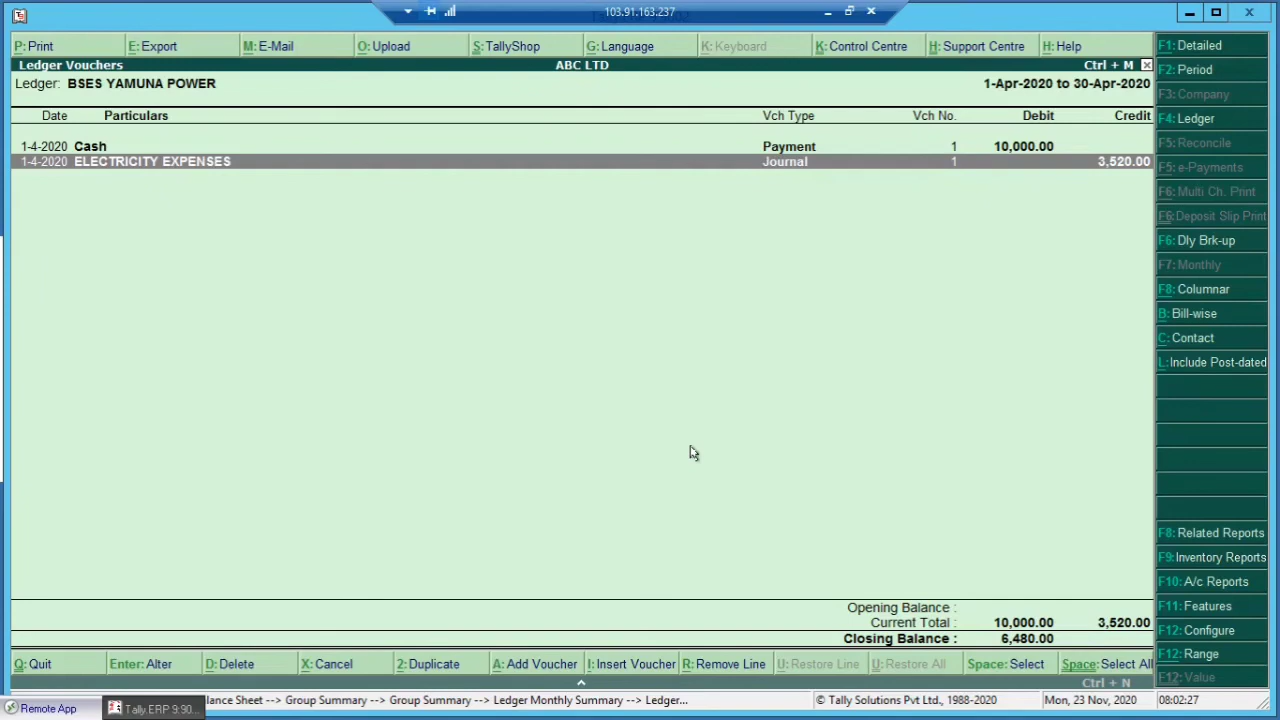 103.91.163.237
P: Print E: Export M: E-Mail O: Upload S: TallyShop G: Language K: Keyboard K: Control Centre H: Support Centre H: Help
Ledger Vouchers ABC LTD Ctrl + M
Ledger: BSES YAMUNA POWER 1-Apr-2020 to 30-Apr-2020
Date Particulars Vch Type Vch No. Debit Credit
1-4-2020 Cash Payment 1 10,000.00
1-4-2020 ELECTRICITY EXPENSES Journal 1 3,520.00
Opening Balance :
Current Total : 10,000.00 3,520.00
Closing Balance : 6,480.00
Q: Quit Enter: Alter D: Delete X: Cancel 2: Duplicate A: Add Voucher I: Insert Voucher R: Remove Line U: Restore Line U: Restore All Space: Select Space: Select All
Ctrl + N
F1: Detailed
F2: Period
F3: Company
F4: Ledger
F5: Reconcile
F5: e-Payments
F6: Multi Ch. Print
F6: Deposit Slip Print
F6: Dly Brk-up
F7: Monthly
F8: Columnar
B: Bill-wise
C: Contact
L: Include Post-dated
F8: Related Reports
F9: Inventory Reports
F10: A/c Reports
F11: Features
F12: Configure
F12: Range
F12: Value
Remote App Tally.ERP 9:90... lance Sheet --> Group Summary --> Group Summary --> Ledger Monthly Summary --> Ledger... © Tally Solutions Pvt Ltd., 1988-2020 Mon, 23 Nov, 2020 08:02:27